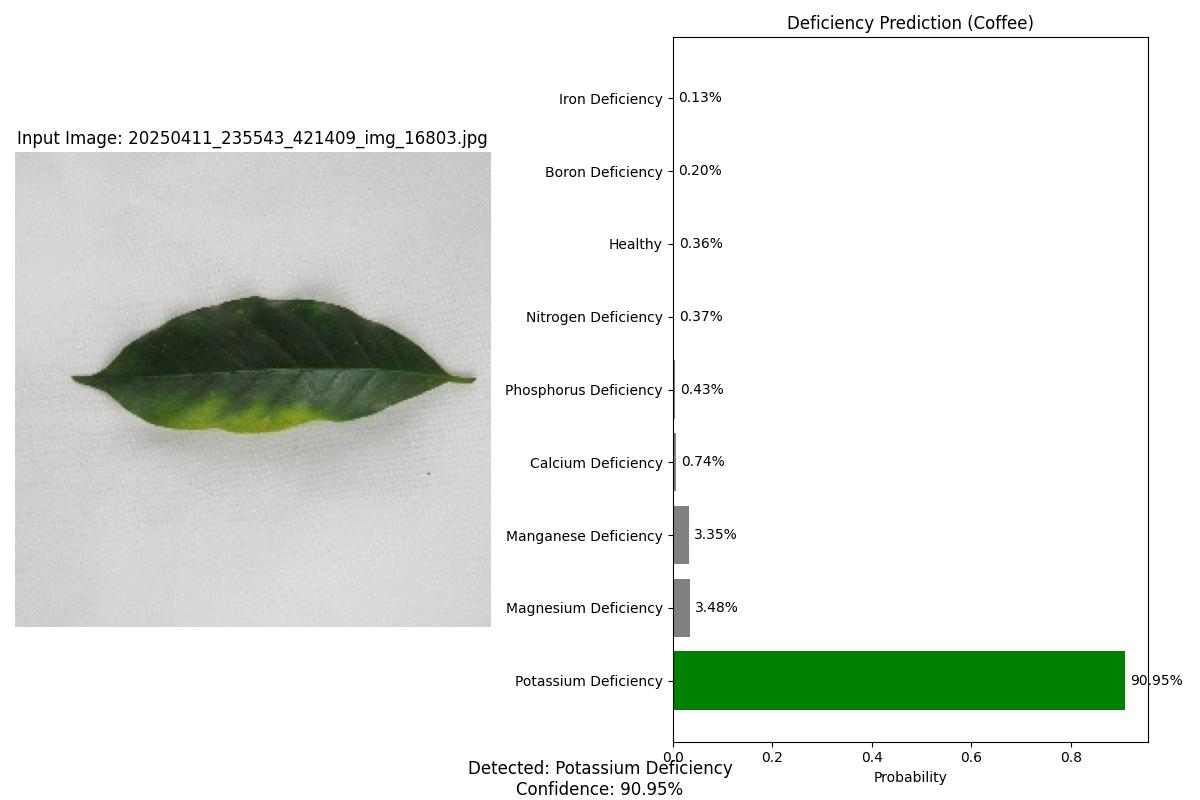 Deficiency Prediction (Coffee)
Input Image: 20250411_235543_421409_img_16803.jpg
Iron Deficiency 0.13%
Boron Deficiency 0.20%
Healthy 0.36%
Nitrogen Deficiency 0.37%
Phosphorus Deficiency 0.43%
Calcium Deficiency 0.74%
Manganese Deficiency 3.35%
Magnesium Deficiency 3.48%
Potassium Deficiency 90.95%
0.0 0.2 0.4 0.6 0.8
Probability
Detected: Potassium Deficiency
Confidence: 90.95%